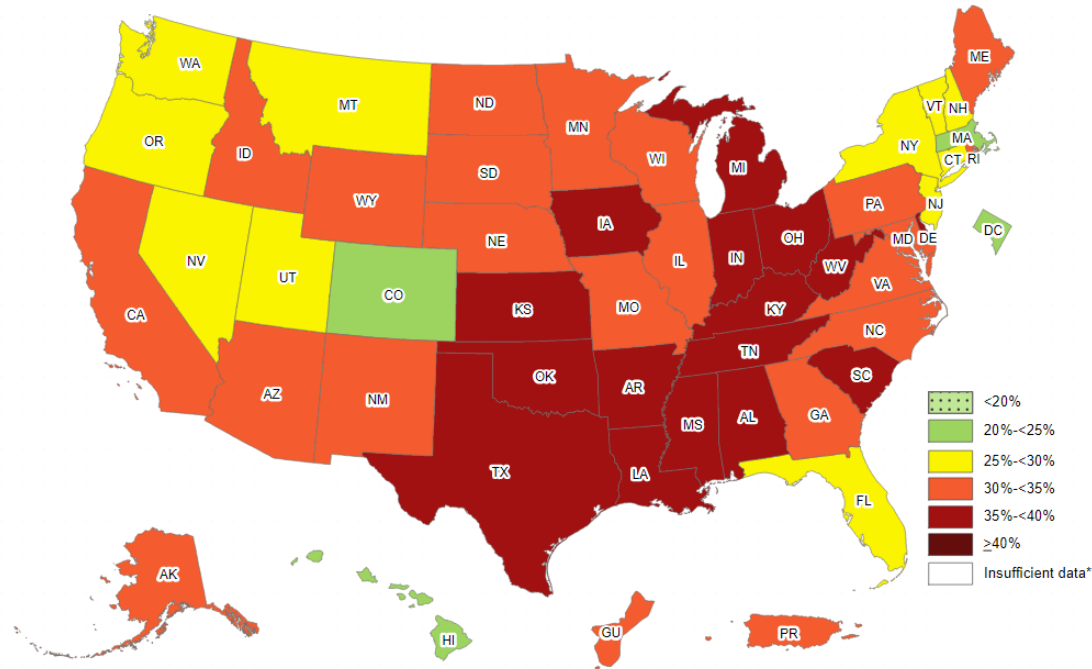 WA
MT
ND
MN
ME
VT
NH
OR
ID
WI
NY
MA
SD
MI
CT
RI
WY
PA
NJ
IA
DC
NE
OH
MD
DE
NV
IL
IN
UT
WV
CO
VA
CA
KS
MO
KY
NC
TN
AZ
NM
OK
AR
SC
MS
AL
GA
TX
LA
FL
AK
HI
GU
PR
<20%
20%-<25%
25%-<30%
30%-<35%
35%-<40%
≥40%
Insufficient data*